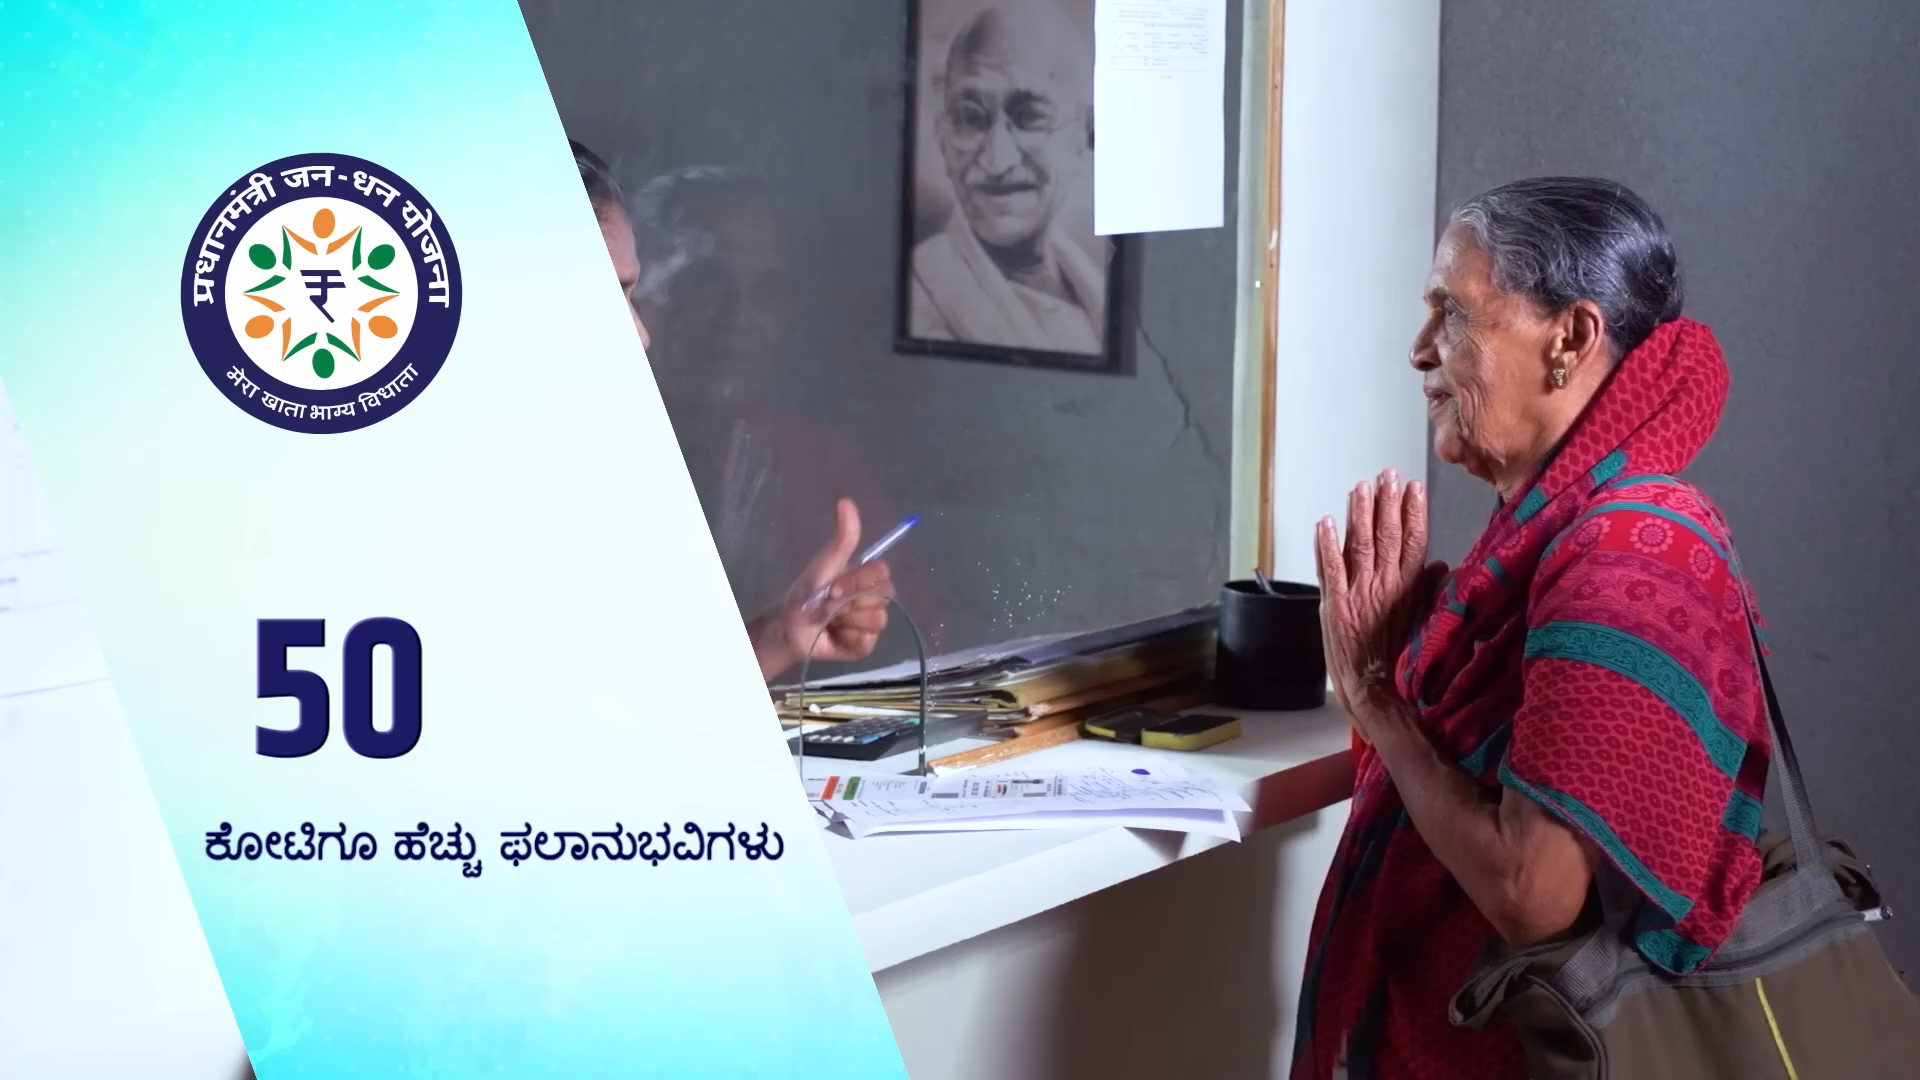 प्रधानमंत्री जन-धन योजना
मेरा खाता भाग्य विधाता
50
ಕೋಟಿಗೂ ಹೆಚ್ಚು ಫಲಾನುಭವಿಗಳು